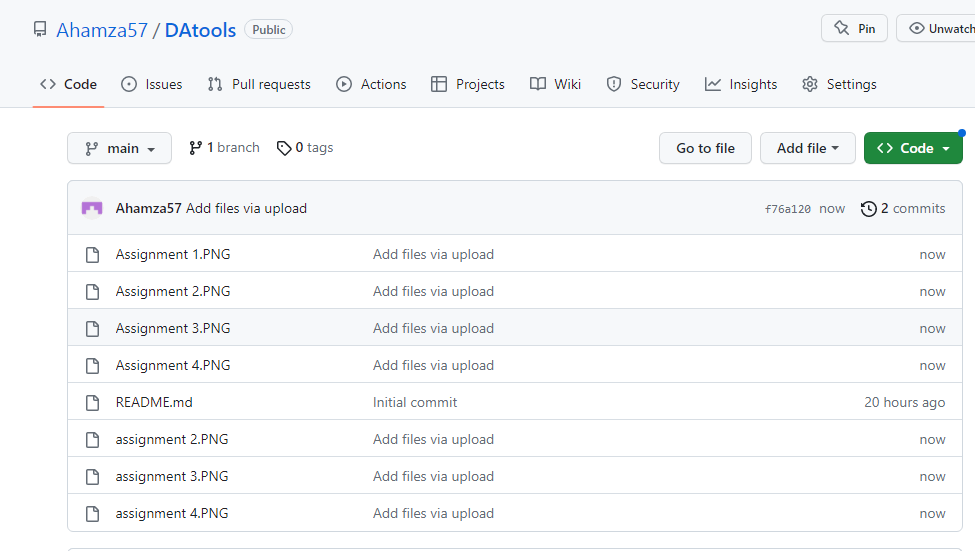 Ahamza57 / DAtools Public Pin Unwatch
Code Issues Pull requests Actions Projects Wiki Security Insights Settings
main 1 branch 0 tags Go to file Add file Code
Ahamza57 Add files via upload f76a120 now 2 commits
Assignment 1.PNG Add files via upload now
Assignment 2.PNG Add files via upload now
Assignment 3.PNG Add files via upload now
Assignment 4.PNG Add files via upload now
README.md Initial commit 20 hours ago
assignment 2.PNG Add files via upload now
assignment 3.PNG Add files via upload now
assignment 4.PNG Add files via upload now